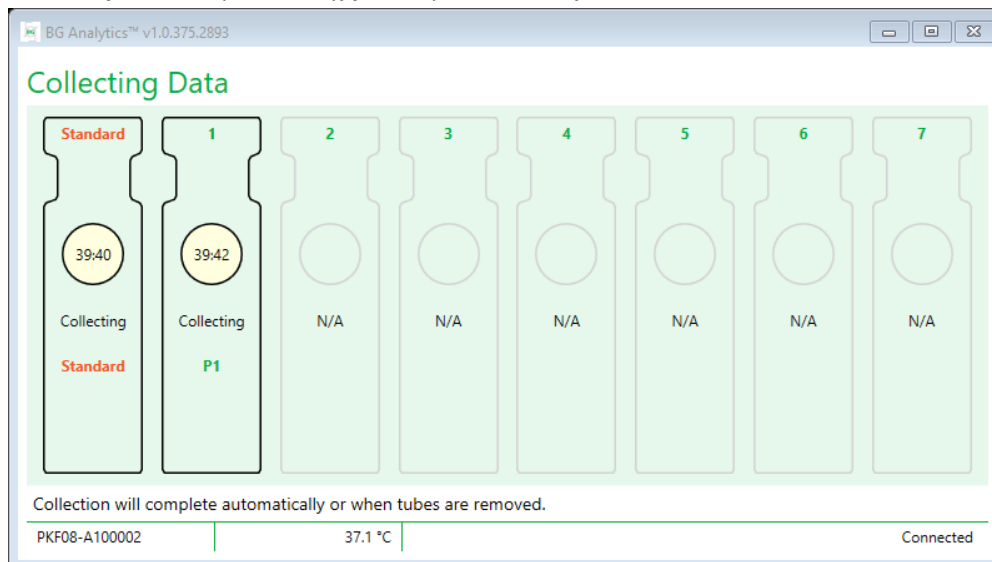 BG Analytics™ v1.0.375.2893
Collecting Data
Standard 1 2 3 4 5 6 7
39:40 39:42
Collecting Collecting N/A N/A N/A N/A N/A N/A
Standard P1
Collection will complete automatically or when tubes are removed.
PKF08-A100002 37.1 °C Connected